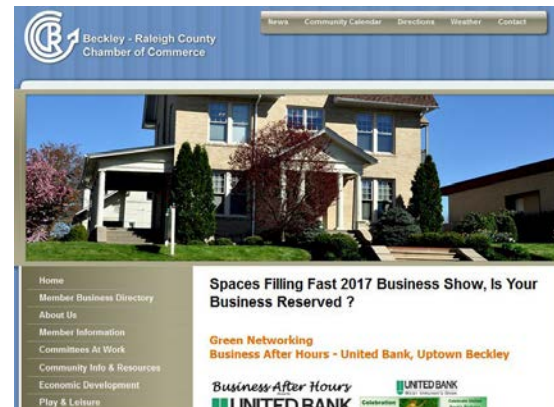 Beckley - Raleigh County
Chamber of Commerce
News Community Calendar Directions Weather Contact
Home
Member Business Directory
About Us
Member Information
Committees At Work
Community Info & Resources
Economic Development
Play & Leisure
Spaces Filling Fast 2017 Business Show, Is Your
Business Reserved ?
Green Networking
Business After Hours - United Bank, Uptown Beckley
Business After Hours
UNITED BANK
UNITED BANK
Celebration